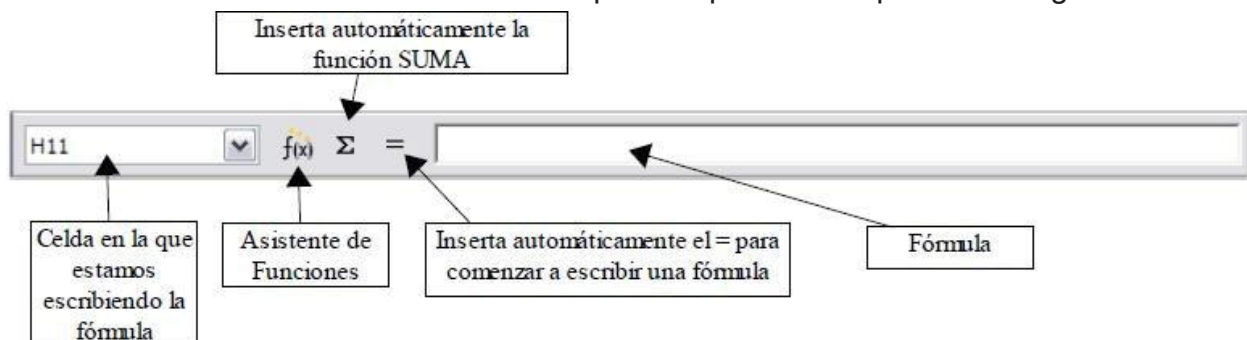 Inserta automáticamente la
función SUMA
H11
f(x) Σ =
Celda en la que
estamos
escribiendo la
fórmula
Asistente de
Funciones
Inserta automáticamente el = para
comenzar a escribir una fórmula
Fórmula